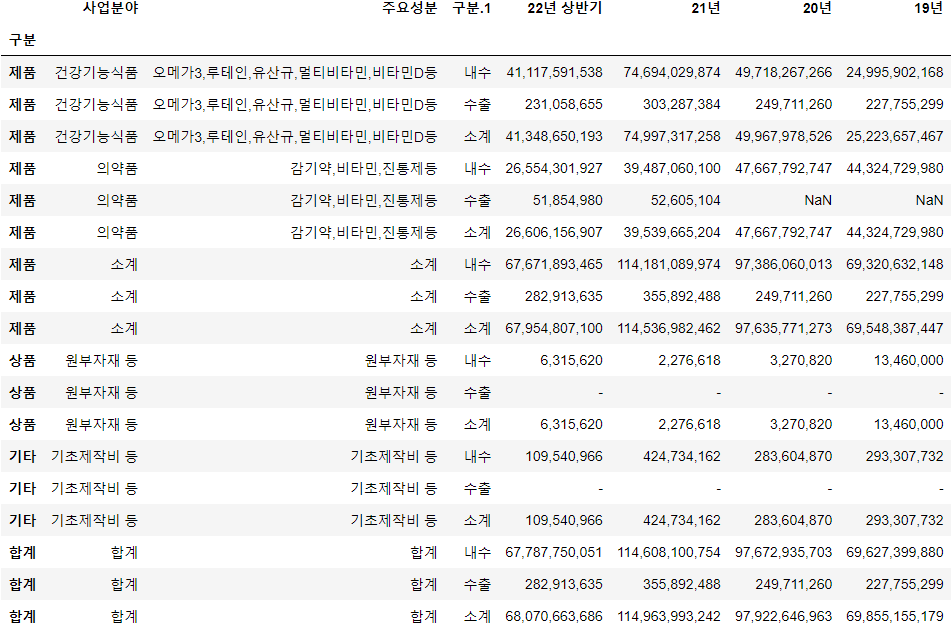 사업분야 주요성분 구분.1 22년 상반기 21년 20년 19년
구분
제품 건강기능식품 오메가3,루테인,유산균,멀티비타민,비타민D등 내수 41,117,591,538 74,694,029,874 49,718,267,266 24,995,902,168
제품 건강기능식품 오메가3,루테인,유산균,멀티비타민,비타민D등 수출 231,058,655 303,287,384 249,711,260 227,755,299
제품 건강기능식품 오메가3,루테인,유산균,멀티비타민,비타민D등 소계 41,348,650,193 74,997,317,258 49,967,978,526 25,223,657,467
제품 의약품 감기약,비타민,진통제등 내수 26,554,301,927 39,487,060,100 47,667,792,747 44,324,729,980
제품 의약품 감기약,비타민,진통제등 수출 51,854,980 52,605,104 NaN NaN
제품 의약품 감기약,비타민,진통제등 소계 26,606,156,907 39,539,665,204 47,667,792,747 44,324,729,980
제품 소계 소계 내수 67,671,893,465 114,181,089,974 97,386,060,013 69,320,632,148
제품 소계 소계 수출 282,913,635 355,892,488 249,711,260 227,755,299
제품 소계 소계 소계 67,954,807,100 114,536,982,462 97,635,771,273 69,548,387,447
상품 원부자재 등 원부자재 등 내수 6,315,620 2,276,618 3,270,820 13,460,000
상품 원부자재 등 원부자재 등 수출 - - - -
상품 원부자재 등 원부자재 등 소계 6,315,620 2,276,618 3,270,820 13,460,000
기타 기초제작비 등 기초제작비 등 내수 109,540,966 424,734,162 283,604,870 293,307,732
기타 기초제작비 등 기초제작비 등 수출 - - - -
기타 기초제작비 등 기초제작비 등 소계 109,540,966 424,734,162 283,604,870 293,307,732
합계 합계 합계 내수 67,787,750,051 114,608,100,754 97,672,935,703 69,627,399,880
합계 합계 합계 수출 282,913,635 355,892,488 249,711,260 227,755,299
합계 합계 합계 소계 68,070,663,686 114,963,993,242 97,922,646,963 69,855,155,179